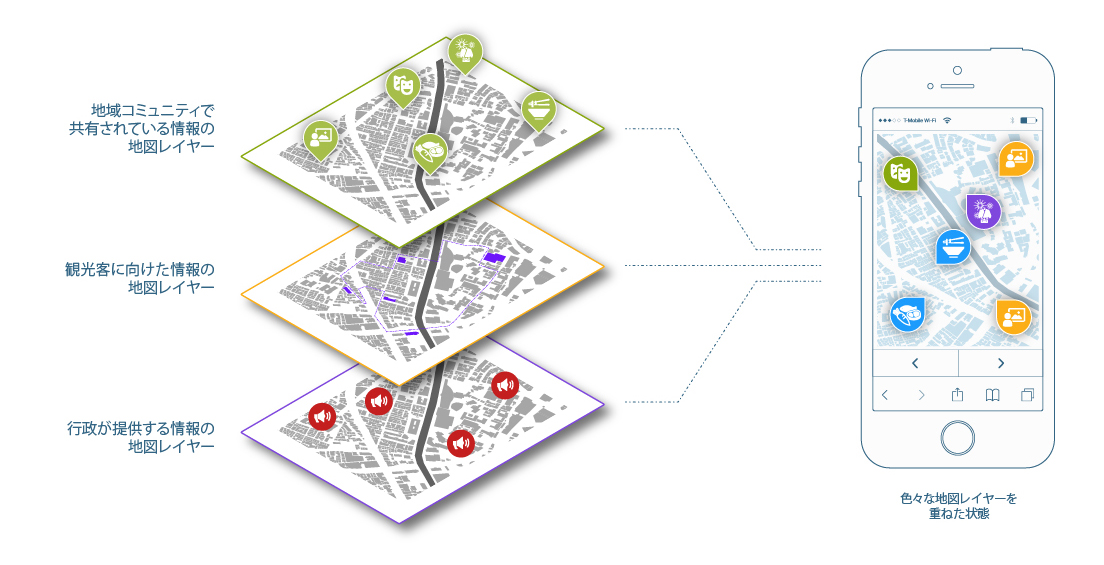 地域コミュニティで
共有されている情報の
地図レイヤー
観光客に向けた情報の
地図レイヤー
行政が提供する情報の
地図レイヤー
T-Mobile Wi-Fi
色々な地図レイヤーを
重ねた状態